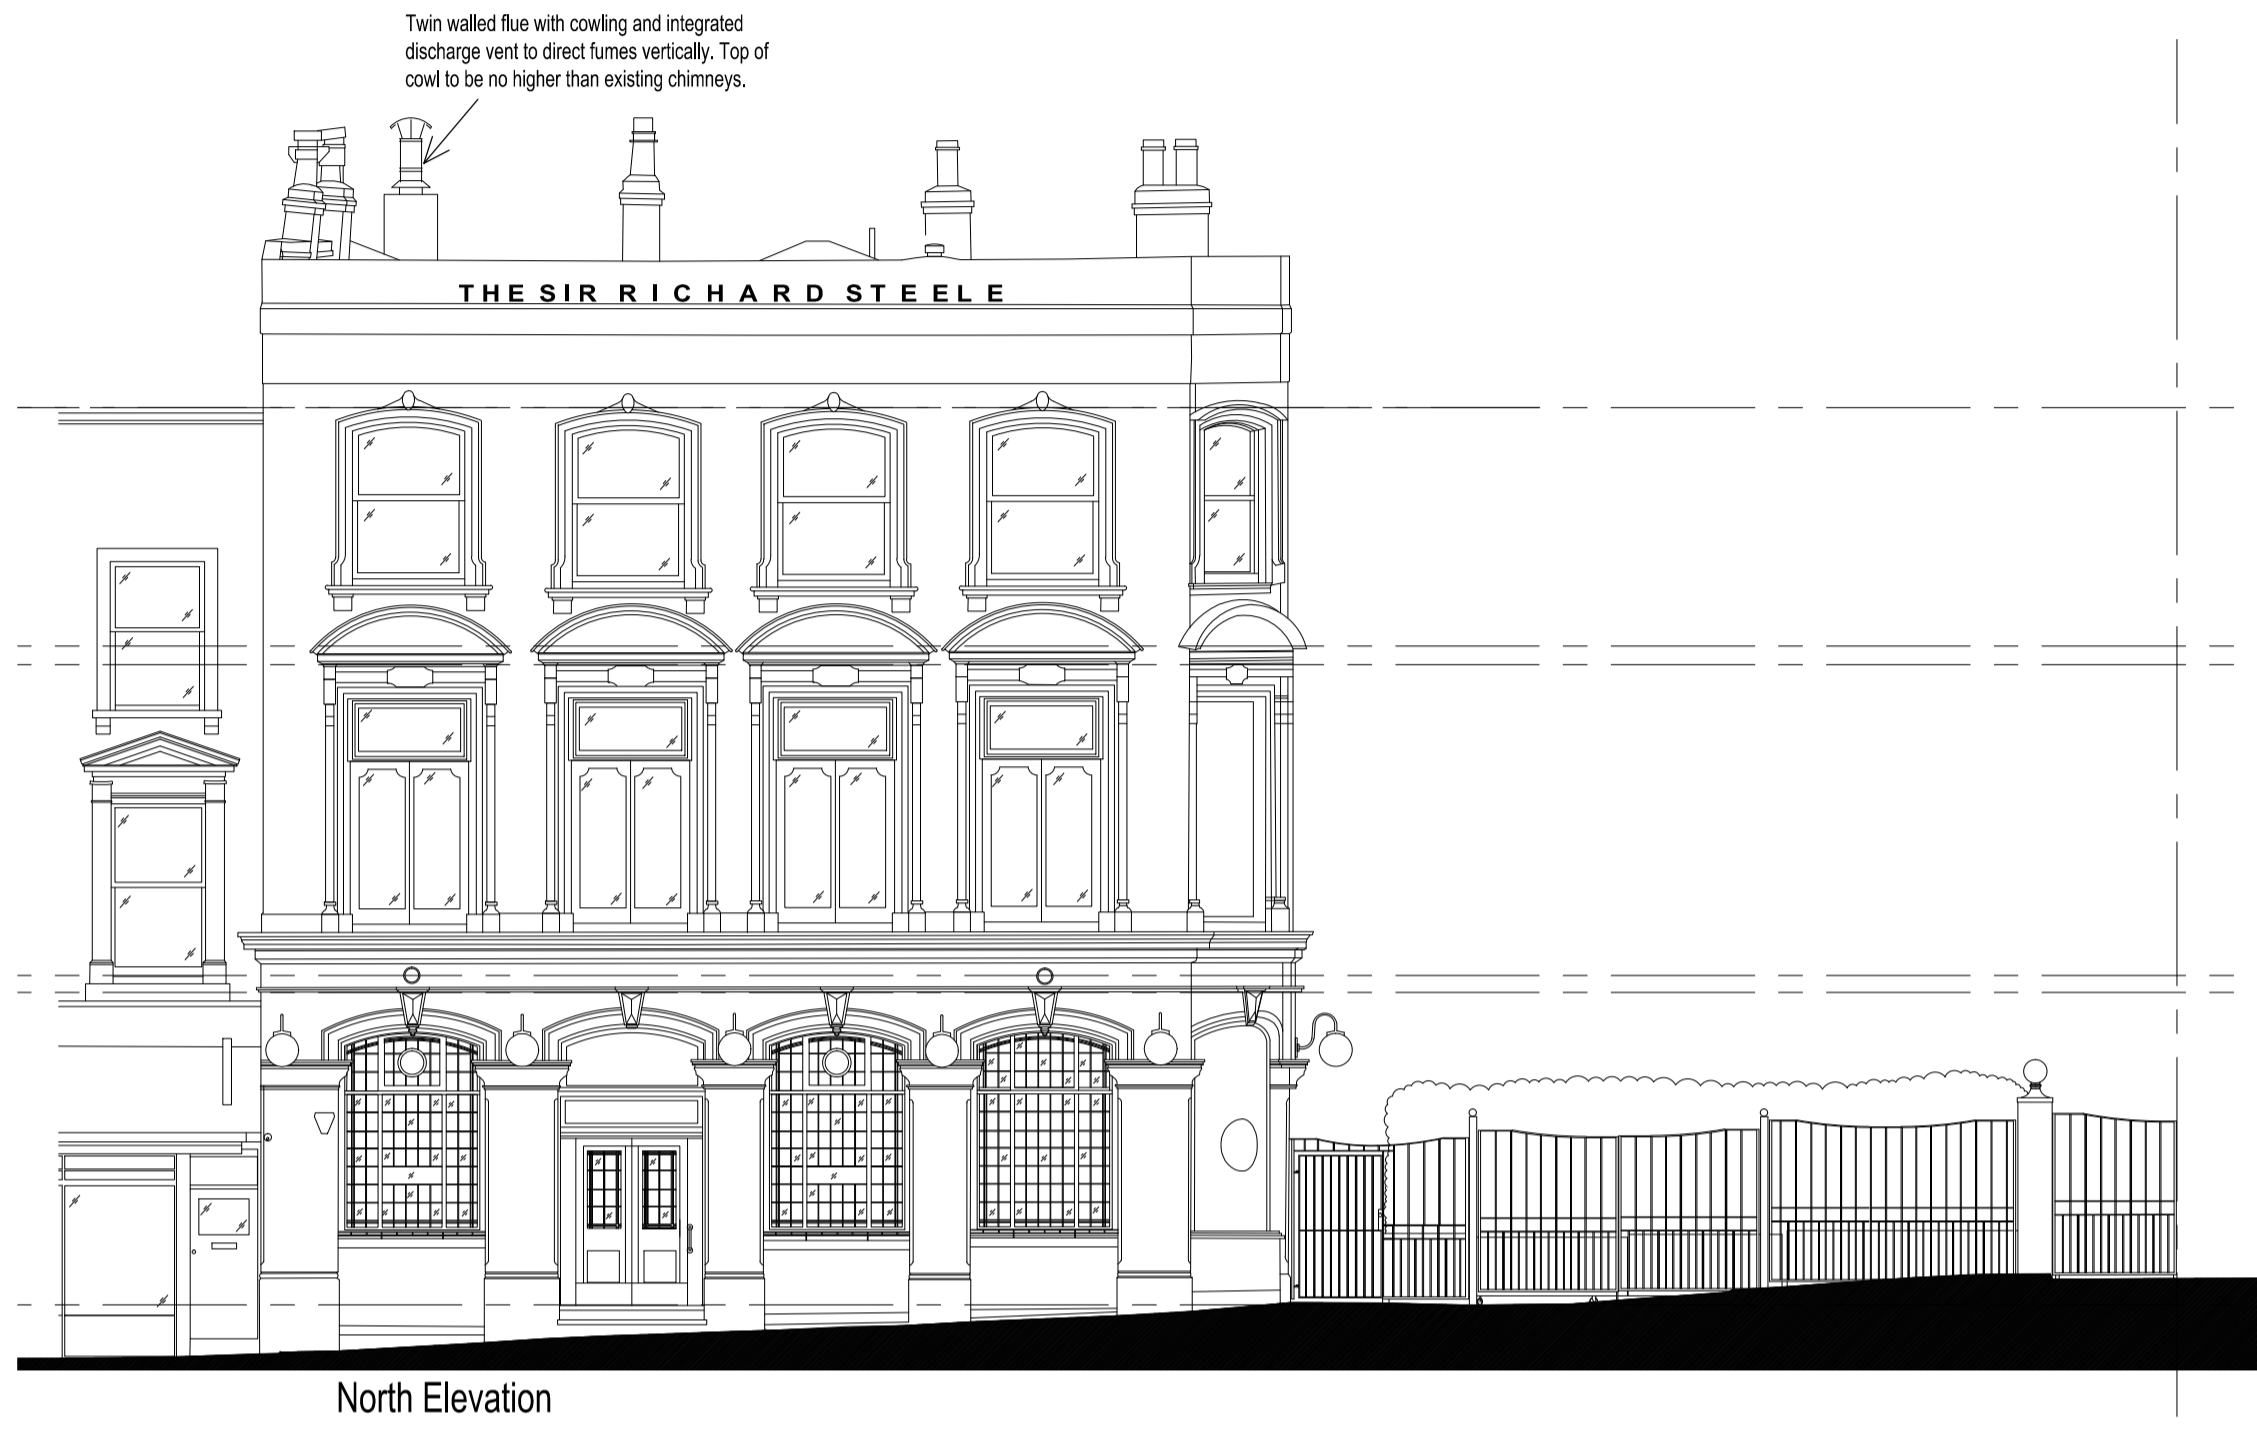 Twin walled flue with cowling and integrated
discharge vent to direct fumes vertically. Top of
cowl to be no higher than existing chimneys.
THE SIR RICHARD STEELE
North Elevation